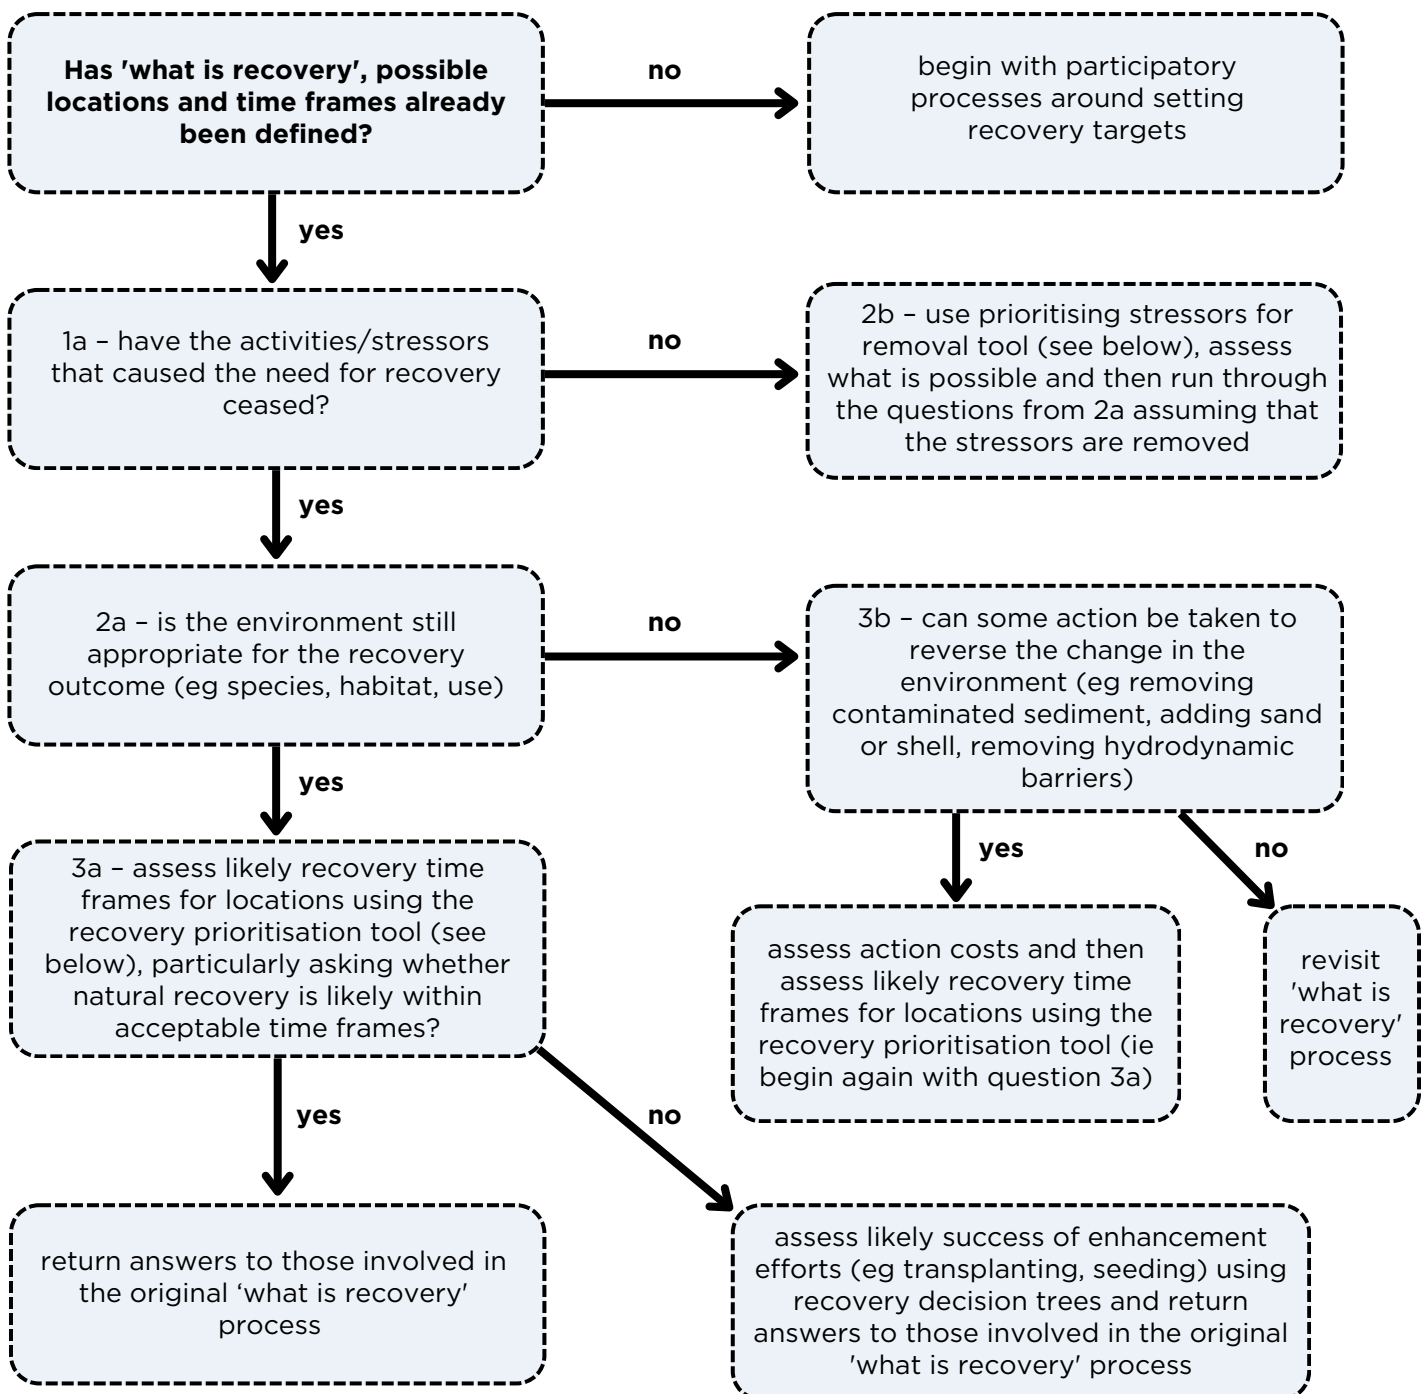 Has 'what is recovery', possible
locations and time frames already
been defined?
no
begin with participatory
processes around setting
recovery targets
yes
1a – have the activities/stressors
that caused the need for recovery
ceased?
no
2b – use prioritising stressors for
removal tool (see below), assess
what is possible and then run through
the questions from 2a assuming that
the stressors are removed
yes
2a – is the environment still
appropriate for the recovery
outcome (eg species, habitat, use)
no
3b – can some action be taken to
reverse the change in the
environment (eg removing
contaminated sediment, adding sand
or shell, removing hydrodynamic
barriers)
yes
3a – assess likely recovery time
frames for locations using the
recovery prioritisation tool (see
below), particularly asking whether
natural recovery is likely within
acceptable time frames?
yes
no
assess action costs and then
assess likely recovery time
frames for locations using the
recovery prioritisation tool (ie
begin again with question 3a)
revisit
'what is
recovery'
process
yes
no
return answers to those involved in
the original ‘what is recovery'
process
assess likely success of enhancement
efforts (eg transplanting, seeding) using
recovery decision trees and return
answers to those involved in the original
'what is recovery' process